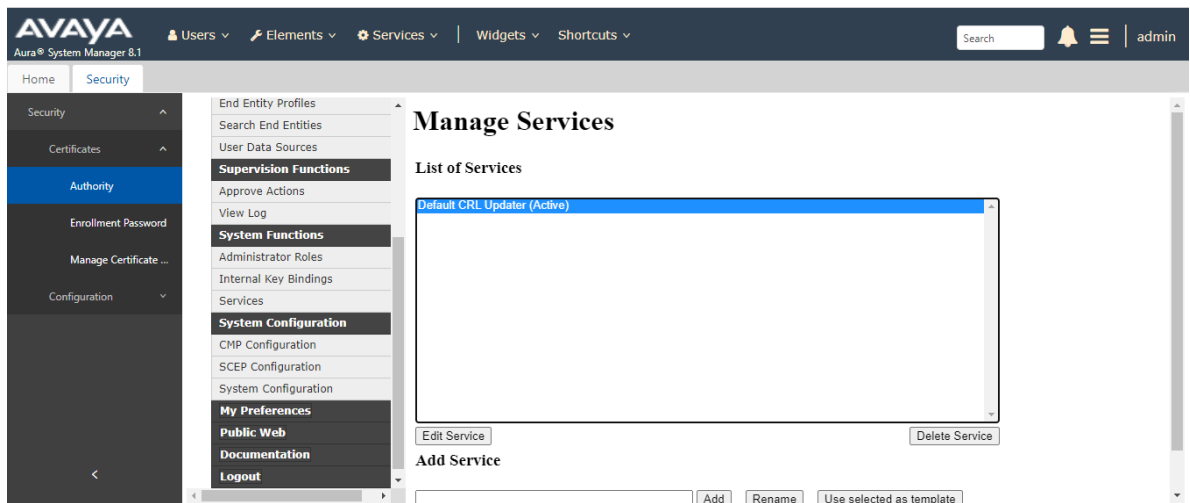 AVAYA
Aura® System Manager 8.1
Users Elements Services | Widgets Shortcuts
Search
admin
Home Security
Security
Certificates
Authority
Enrollment Password
Manage Certificate ...
Configuration
End Entity Profiles
Search End Entities
User Data Sources
Supervision Functions
Approve Actions
View Log
System Functions
Administrator Roles
Internal Key Bindings
Services
System Configuration
CMP Configuration
SCEP Configuration
System Configuration
My Preferences
Public Web
Documentation
Logout
Manage Services
List of Services
Default CRL Updater (Active)
Edit Service Delete Service
Add Service
Add Rename Use selected as template